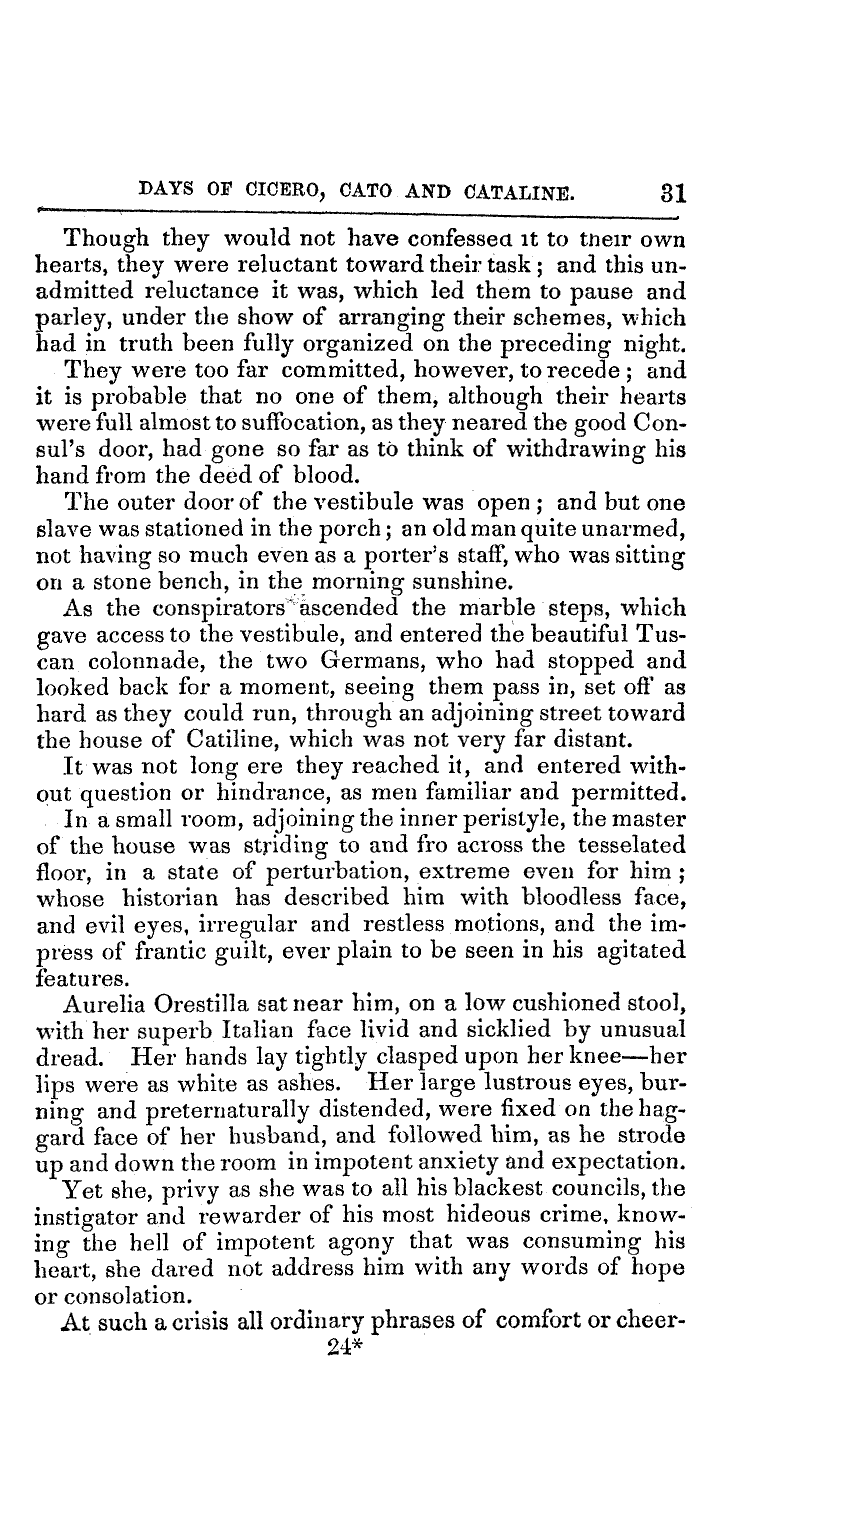 DAYS OF CICERO, CATO AND CATALINE. 31
Though they would not have confessed it to their own
hearts, they were reluctant toward their task ; and this un-
admitted reluctance it was, which led them to pause and
parley, under the show of arranging their schemes, which
had in truth been fully organized on the preceding night.
They were too far committed, however, to recede ; and
it is probable that no one of them, although their hearts
were full almost to suffocation, as they neared the good Con-
sul's door, had gone so far as to think of withdrawing his
hand from the deed of blood.
The outer door of the vestibule was open ; and but one
slave was stationed in the porch ; an old man quite unarmed,
not having so much even as a porter's staff, who was sitting
on a stone bench, in the morning sunshine.
As the conspirators ascended the marble steps, which
gave access to the vestibule, and entered the beautiful Tus-
can colonnade, the two Germans, who had stopped and
looked back for a moment, seeing them pass in, set off as
hard as they could run, through an adjoining street toward
the house of Catiline, which was not very far distant.
It was not long ere they reached it, and entered with-
out question or hindrance, as men familiar and permitted.
In a small room, adjoining the inner peristyle, the master
of the house was striding to and fro across the tesselated
floor, in a state of perturbation, extreme even for him ;
whose historian has described him with bloodless face,
and evil eyes, irregular and restless motions, and the im-
press of frantic guilt, ever plain to be seen in his agitated
features.
Aurelia Orestilla sat near him, on a low cushioned stool,
with her superb Italian face livid and sicklied by unusual
dread. Her hands lay tightly clasped upon her knee—her
lips were as white as ashes. Her large lustrous eyes, bur-
ning and preternaturally distended, were fixed on the hag-
gard face of her husband, and followed him, as he strode
up and down the room in impotent anxiety and expectation.
Yet she, privy as she was to all his blackest councils, the
instigator and rewarder of his most hideous crime, know-
ing the hell of impotent agony that was consuming his
heart, she dared not address him with any words of hope
or consolation.
At such a crisis all ordinary phrases of comfort or cheer-
24*